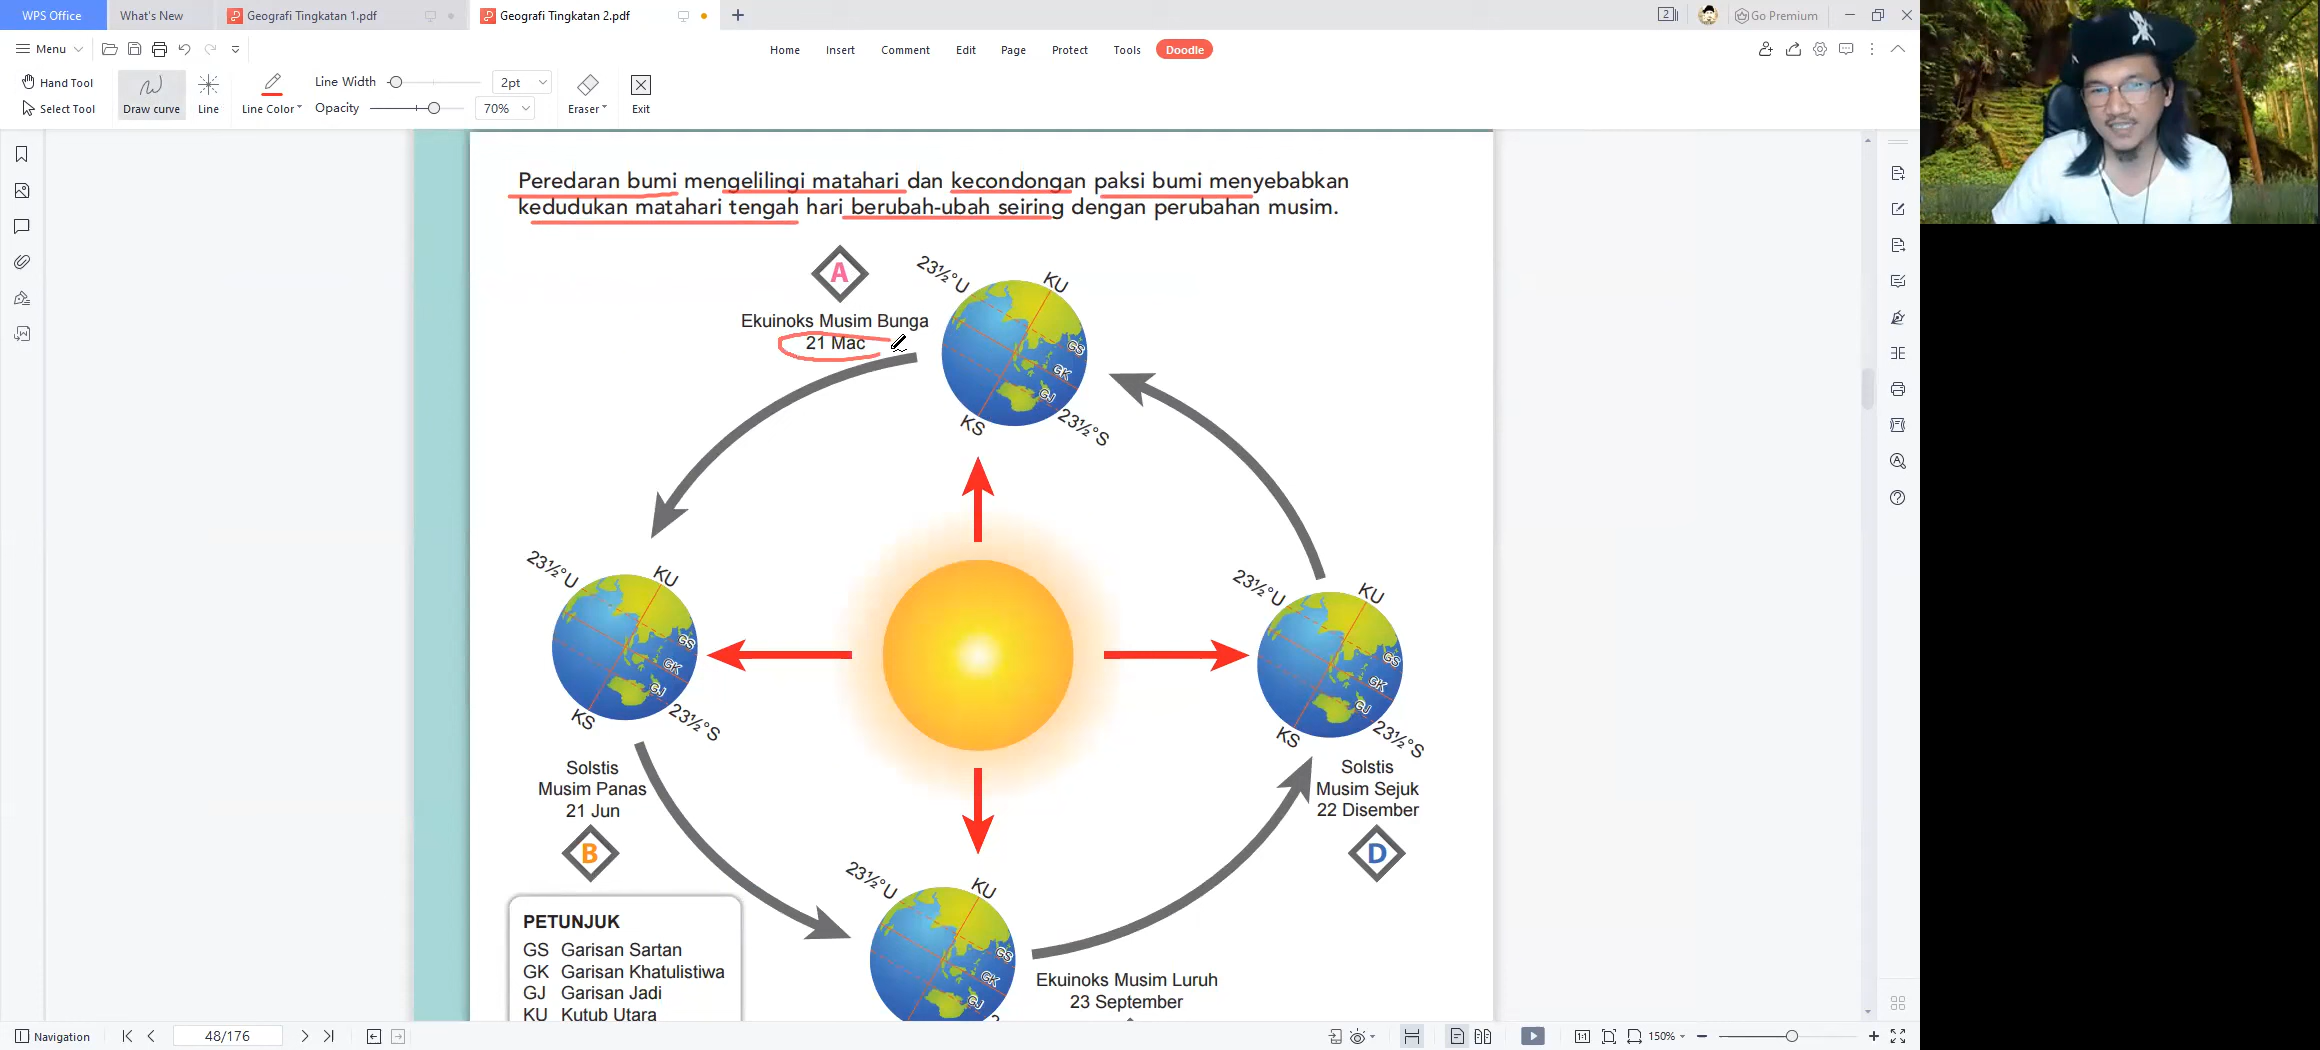 WPS Office
What's New
Geografi Tingkatan 1.pdf
Geografi Tingkatan 2.pdf
2
Go Premium
Menu
Home
Insert
Comment
Edit
Page
Protect
Tools
Doodle
Hand Tool
Select Tool
Draw curve
Line
Line Color
Line Width
2pt
Opacity
70%
Eraser
Exit
Peredaran bumi mengelilingi matahari dan kecondongan paksi bumi menyebabkan
kedudukan matahari tengah hari berubah-ubah seiring dengan perubahan musim.
A
Ekuinoks Musim Bunga
21 Mac
23½°U
KU
GS
GK
GJ
KS
23½°S
23½°U
KU
GS
GK
GJ
KS
23½°S
Solstis
Musim Panas
21 Jun
B
23½°U
KU
GS
GK
GJ
KS
23½°S
Solstis
Musim Sejuk
22 Disember
D
23½°U
KU
GS
GK
GJ
Ekuinoks Musim Luruh
23 September
PETUNJUK
GS Garisan Sartan
GK Garisan Khatulistiwa
GJ Garisan Jadi
KU Kutub Utara
Navigation
48/176
1:1
150%